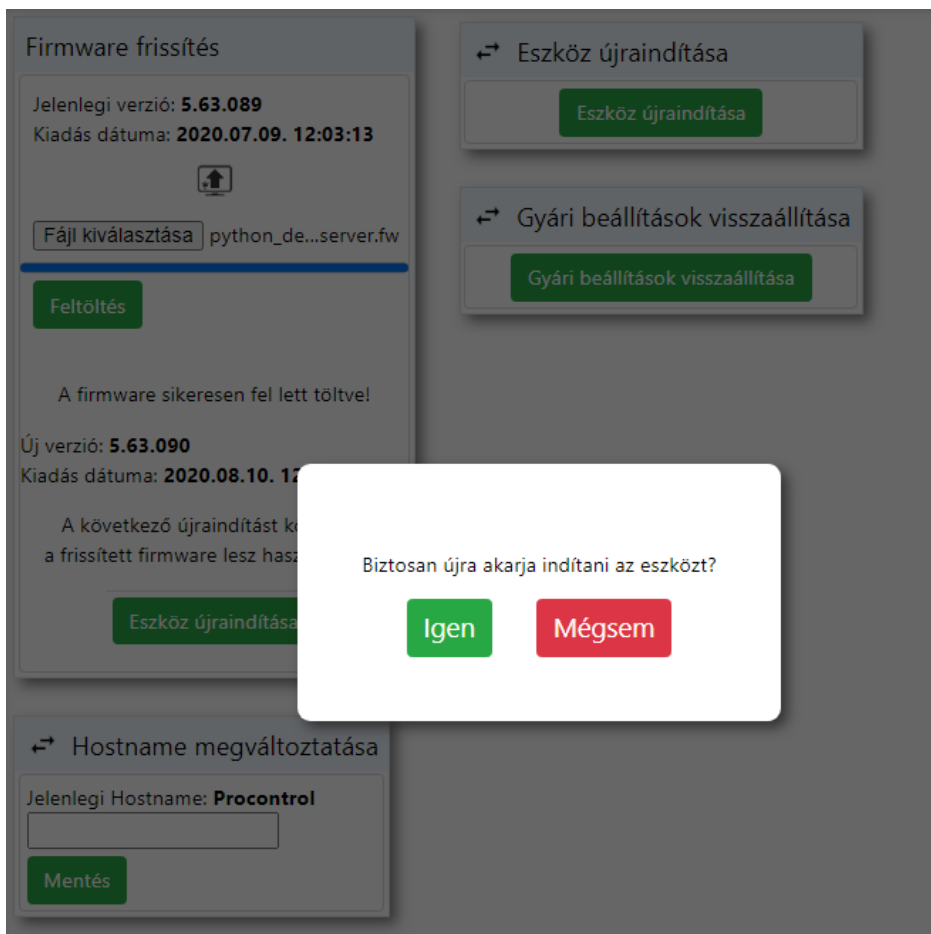 Firmware frissítés
Jelenlegi verzió: 5.63.089
Kiadás dátuma: 2020.07.09. 12:03:13
Fájl kiválasztása python_de...server.fw
Feltöltés
A firmware sikeresen fel lett töltve!
Új verzió: 5.63.090
Kiadás dátuma: 2020.08.10.
A következő újraindítást
a frissített firmware lesz
Eszköz újraindítása
Hostname megváltoztatása
Jelenlegi Hostname: Procontrol
Mentés
Eszköz újraindítása
Eszköz újraindítása
Gyári beállítások visszaállítása
Gyári beállítások visszaállítása
Biztosan újra akarja indítani az eszközt?
Igen
Mégsem